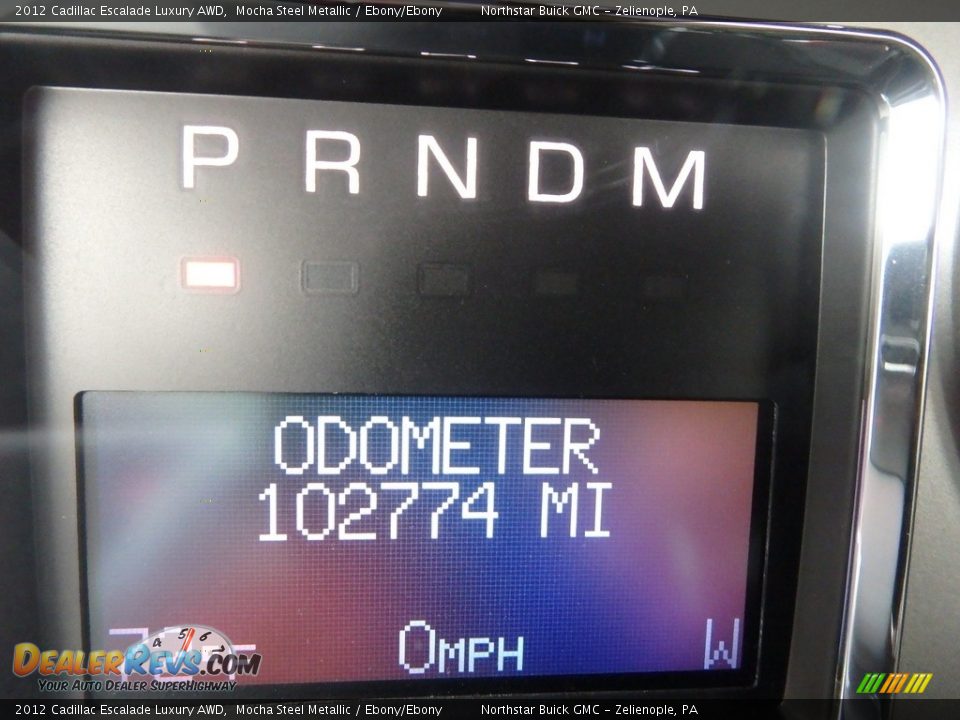 2012 Cadillac Escalade Luxury AWD, Mocha Steel Metallic / Ebony/Ebony Northstar Buick GMC - Zelienople, PA
P R N D M
ODOMETER
102774 MI
0MPH W
5 6
DEALERREVS.COM
YOUR AUTO DEALER SUPERHIGHWAY
2012 Cadillac Escalade Luxury AWD, Mocha Steel Metallic / Ebony/Ebony Northstar Buick GMC - Zelienople, PA